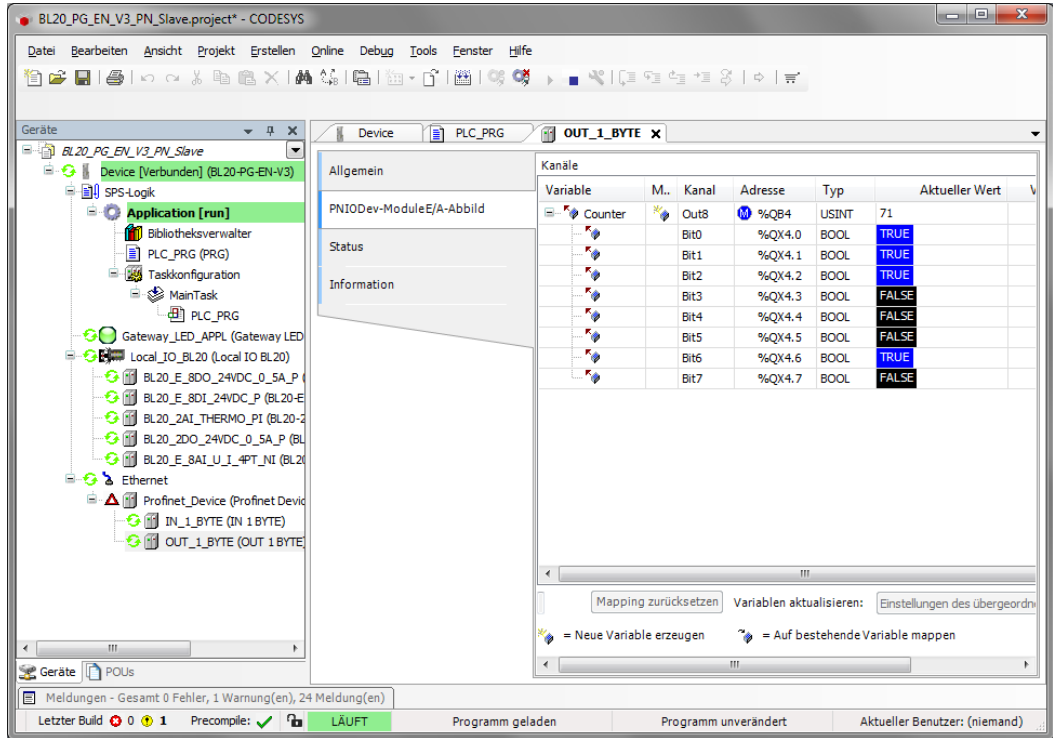 BL20_PG_EN_V3_PN_Slave.project* - CODESYS
Datei Bearbeiten Ansicht Projekt Erstellen Online Debug Tools Fenster Hilfe
Geräte
Device PLC_PRG OUT_1_BYTE
BL20_PG_EN_V3_PN_Slave
Device [Verbunden] (BL20-PG-EN-V3)
SPS-Logik
Application [run]
Bibliotheksverwalter
PLC_PRG (PRG)
Taskkonfiguration
MainTask
PLC_PRG
Gateway_LED_APPL (Gateway LED
Local_IO_BL20 (Local IO BL20)
BL20_E_8DO_24VDC_0_5A_P (
BL20_E_8DI_24VDC_P (BL20-E
BL20_2AI_THERMO_PI (BL20-2
BL20_2DO_24VDC_0_5A_P (BL
BL20_E_8AI_U_I_4PT_NI (BL20
Ethernet
Profinet_Device (Profinet Devic
IN_1_BYTE (IN 1 BYTE)
OUT_1_BYTE (OUT 1 BYTE
Allgemein
PNIODev-ModuleE/A-Abbild
Status
Information
Kanäle
Variable M.. Kanal Adresse Typ Aktueller Wert
Counter Out8 M %QB4 USINT 71
Bit0 %QX4.0 BOOL TRUE
Bit1 %QX4.1 BOOL TRUE
Bit2 %QX4.2 BOOL TRUE
Bit3 %QX4.3 BOOL FALSE
Bit4 %QX4.4 BOOL FALSE
Bit5 %QX4.5 BOOL FALSE
Bit6 %QX4.6 BOOL TRUE
Bit7 %QX4.7 BOOL FALSE
Mapping zurücksetzen Variablen aktualisieren: Einstellungen des übergeordn
= Neue Variable erzeugen = Auf bestehende Variable mappen
Geräte POUs
Meldungen - Gesamt 0 Fehler, 1 Warnung(en), 24 Meldung(en)
Letzter Build 0 1 Precompile: LÄUFT Programm geladen Programm unverändert Aktueller Benutzer: (niemand)